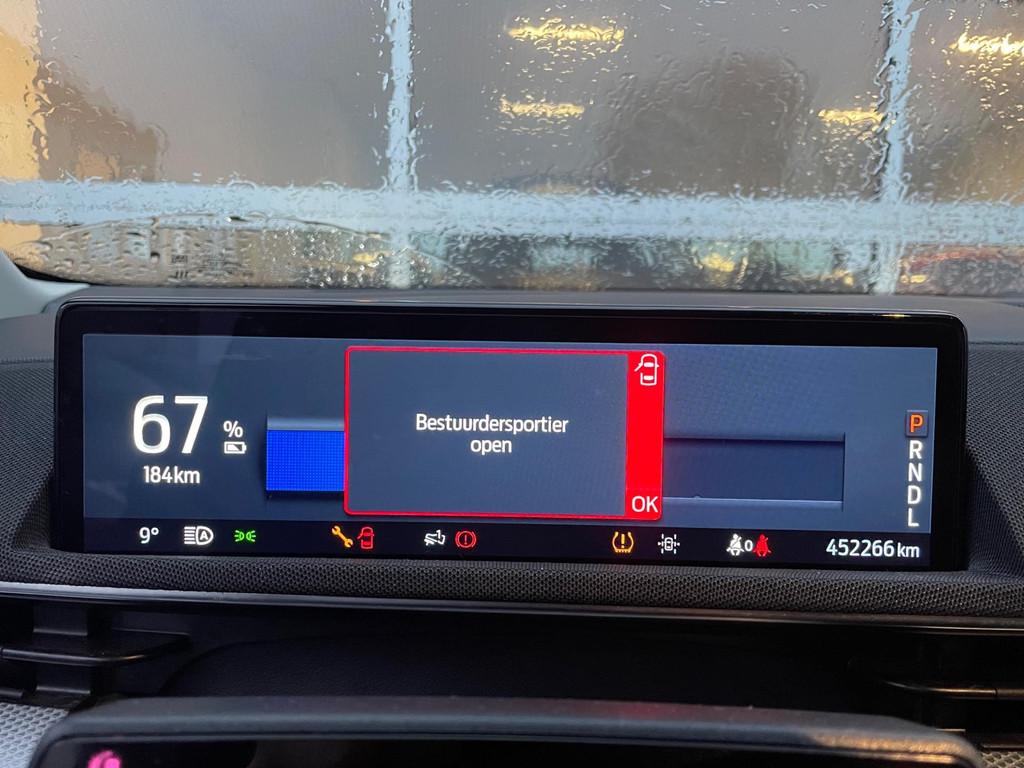 67 %
184km
Bestuurdersportier
open
OK
P
R
N
D
L
9°
A
0
452266 km